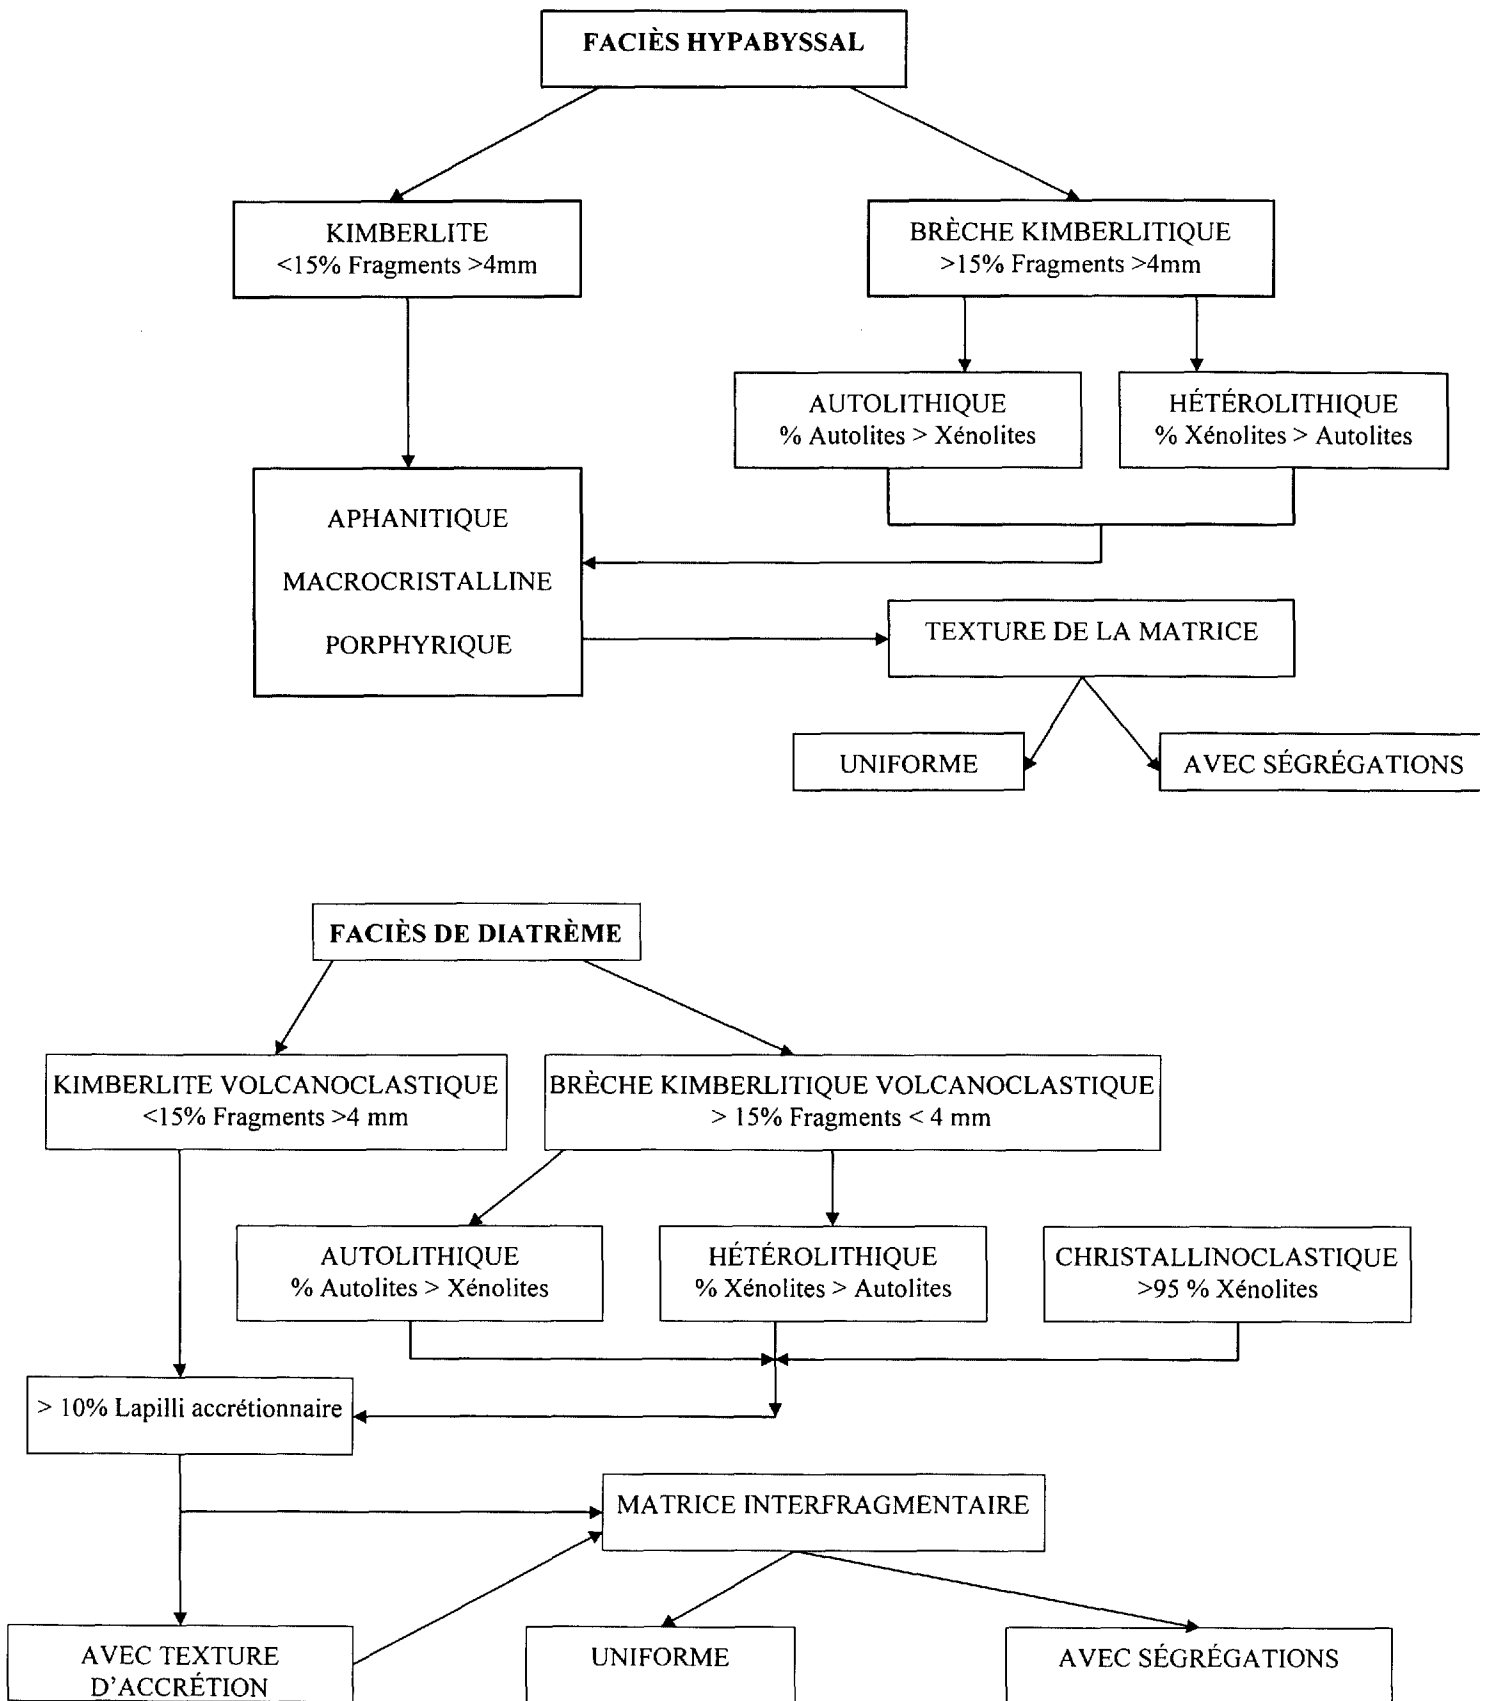 FACIÈS HYPABYSSAL
KIMBERLITE
<15% Fragments >4mm
BRÈCHE KIMBERLITIQUE
>15% Fragments >4mm
AUTOLITHIQUE
% Autolites > Xénolites
HÉTÉROLITHIQUE
% Xénolites > Autolites
APHANITIQUE
MACROCRISTALLINE
PORPHYRIQUE
TEXTURE DE LA MATRICE
UNIFORME
AVEC SÉGRÉGATIONS
FACIÈS DE DIATRÈME
KIMBERLITE VOLCANOCLASTIQUE
<15% Fragments >4 mm
BRÈCHE KIMBERLITIQUE VOLCANOCLASTIQUE
> 15% Fragments < 4 mm
AUTOLITHIQUE
% Autolites > Xénolites
HÉTÉROLITHIQUE
% Xénolites > Autolites
CHRISTALLINOCLASTIQUE
>95 % Xénolites
> 10% Lapilli accrétionnaire
MATRICE INTERFRAGMENTAIRE
AVEC TEXTURE
D'ACCRÉTION
UNIFORME
AVEC SÉGRÉGATIONS